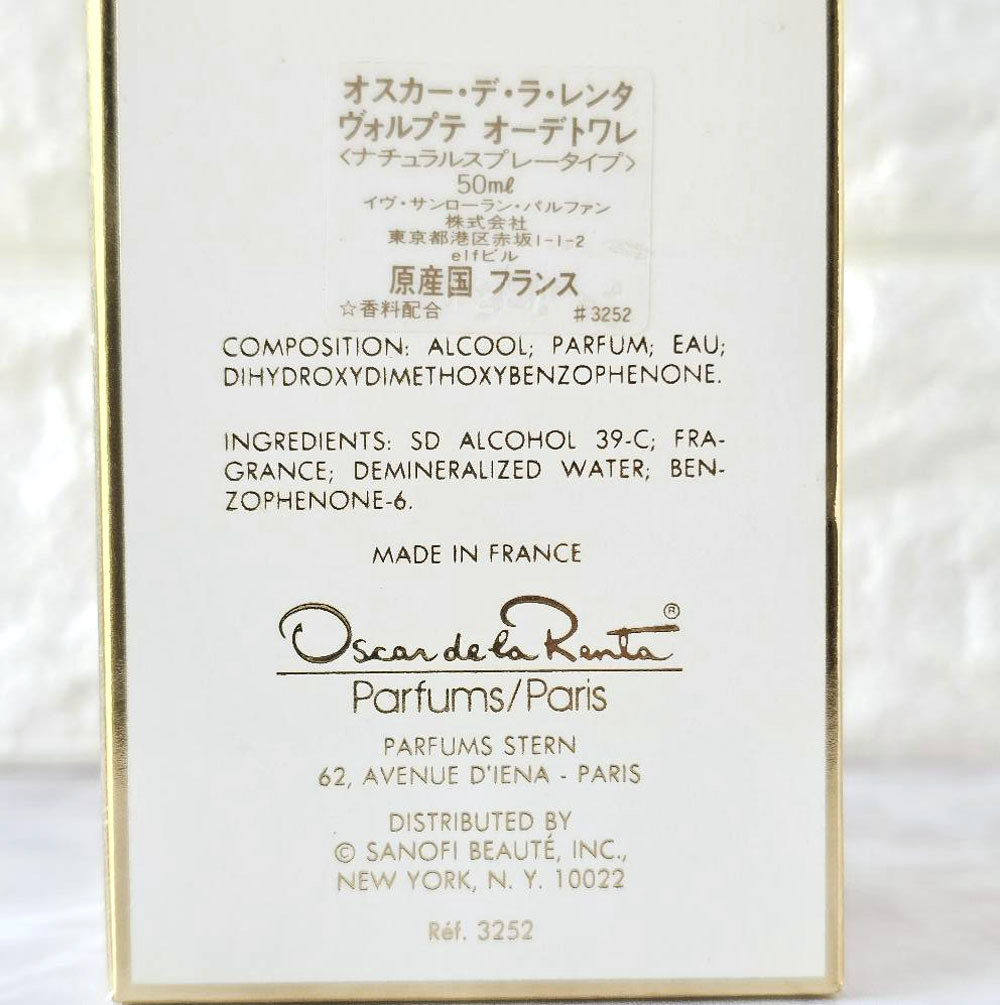 オスカー・デ・ラ・レンタ
ヴォルプテ オーデトワレ
〈ナチュラルスプレータイプ〉
50mℓ
イヴ・サンローラン・パルファン
株式会社
東京都港区赤坂1-1-2
elfビル
原産国 フランス
☆香料配合 #3252
COMPOSITION: ALCOOL; PARFUM; EAU;
DIHYDROXYDIMETHOXYBENZOPHENONE.
INGREDIENTS: SD ALCOHOL 39-C; FRA-
GRANCE; DEMINERALIZED WATER; BEN-
ZOPHENONE-6.
MADE IN FRANCE
Oscar de la Renta®
Parfums/Paris
PARFUMS STERN
62, AVENUE D'IENA - PARIS
DISTRIBUTED BY
© SANOFI BEAUTÉ, INC.,
NEW YORK, N. Y. 10022
Réf. 3252